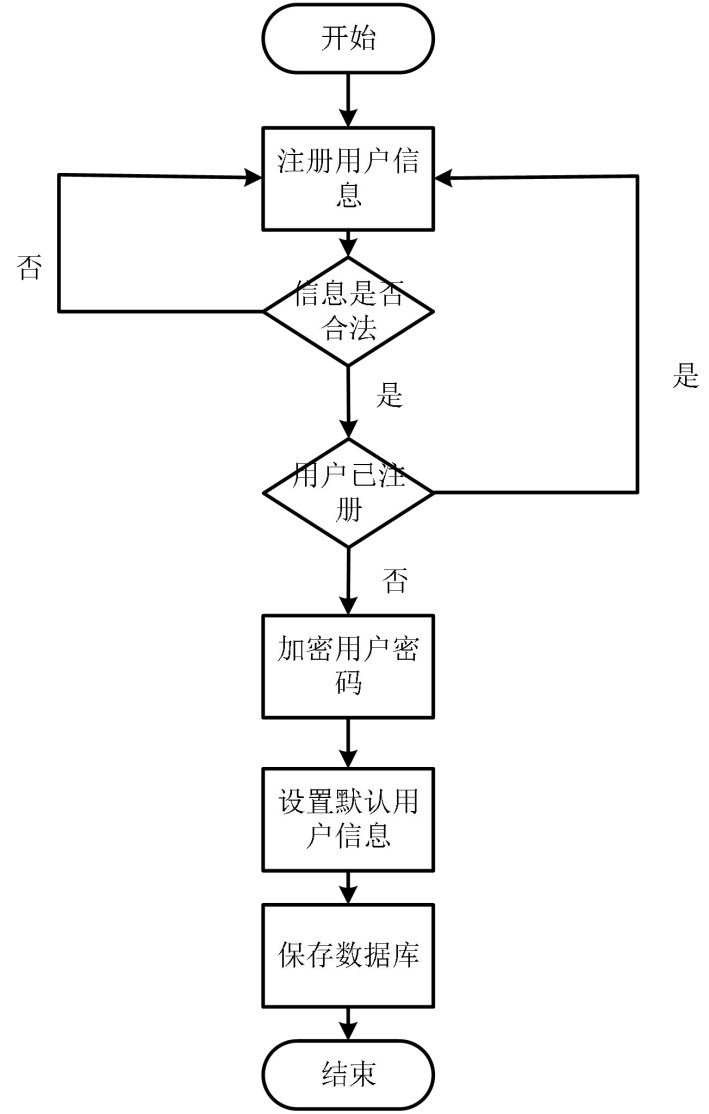 开始
注册用户信
息
否
信息是否
合法
是
是
用户已注
册
否
加密用户密
码
设置默认用
户信息
保存数据库
结束